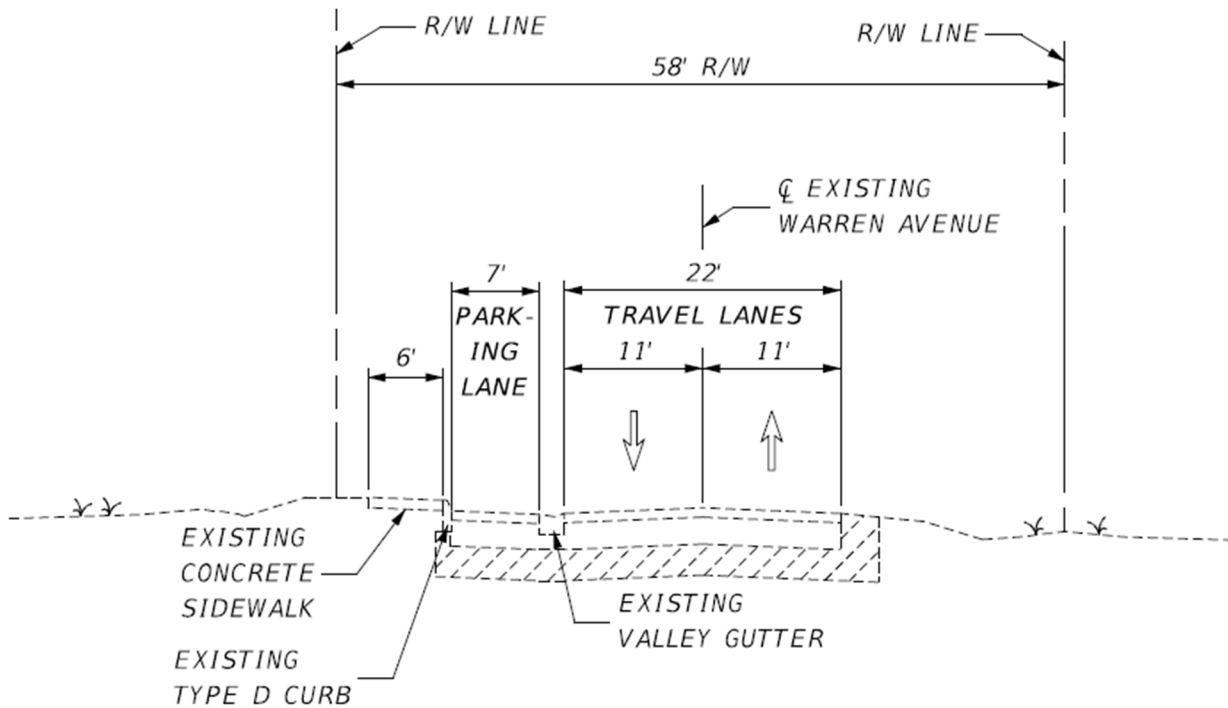 R/W LINE
R/W LINE
58' R/W
℄ EXISTING
WARREN AVENUE
7'
22'
PARK-
ING
LANE
TRAVEL LANES
6'
11'
11'
EXISTING
CONCRETE
SIDEWALK
EXISTING
VALLEY GUTTER
EXISTING
TYPE D CURB